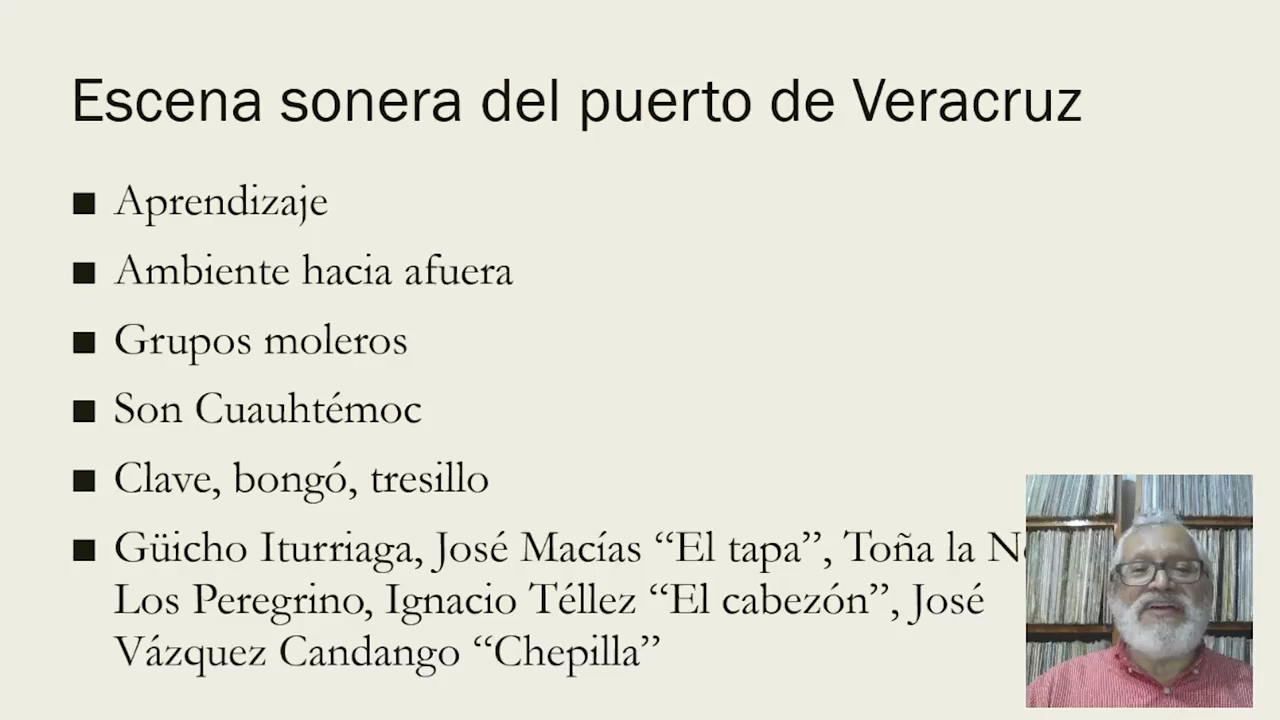 Escena sonera del puerto de Veracruz
■ Aprendizaje
■ Ambiente hacia afuera
■ Grupos moleros
■ Son Cuauhtémoc
■ Clave, bongó, tresillo
■ Güicho Iturriaga, José Macías “El tapa”, Toña la
Los Peregrino, Ignacio Téllez “El cabezón”, José
Vázquez Candango “Chepilla”